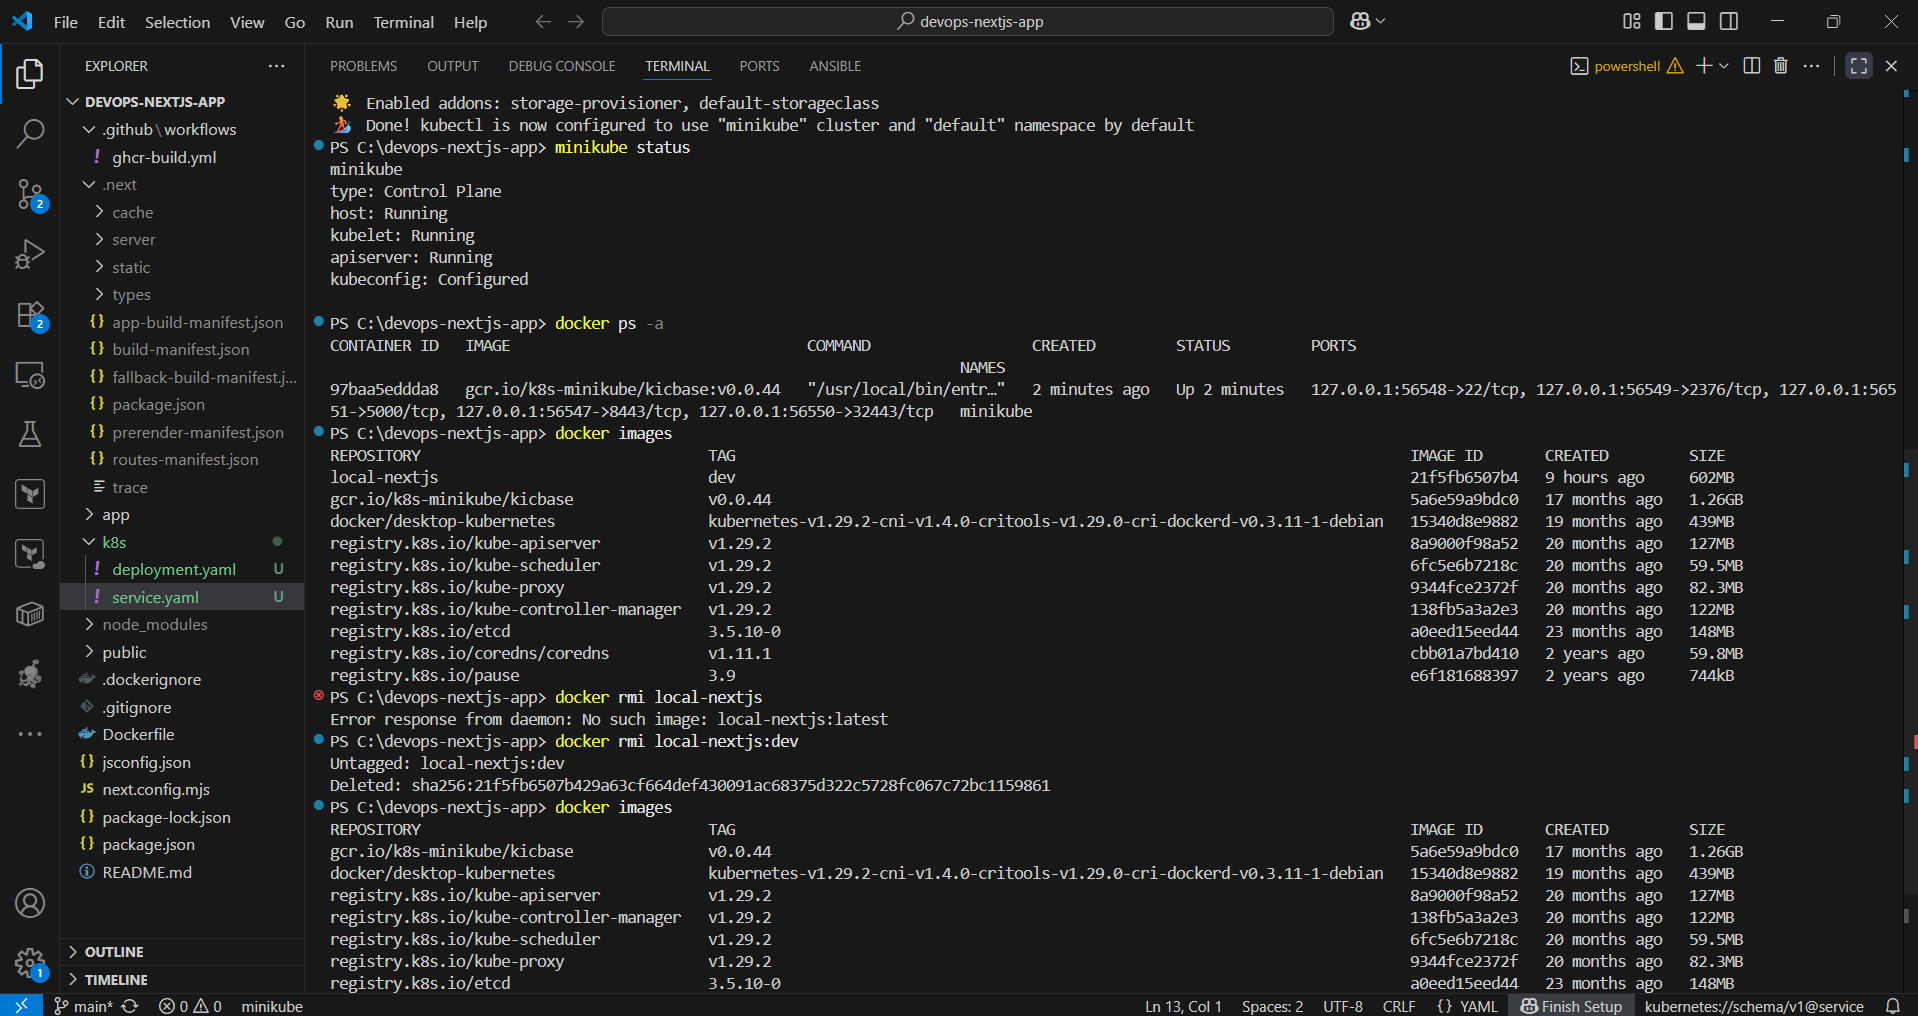 File Edit Selection View Go Run Terminal Help
devops-nextjs-app
EXPLORER
DEVOPS-NEXTJS-APP
.github\workflows
ghcr-build.yml
.next
cache
server
static
types
app-build-manifest.json
build-manifest.json
fallback-build-manifest.j...
package.json
prerender-manifest.json
routes-manifest.json
trace
app
k8s
deployment.yaml U
service.yaml U
node_modules
public
.dockerignore
.gitignore
Dockerfile
jsconfig.json
next.config.mjs
package-lock.json
package.json
README.md
OUTLINE
TIMELINE
2
2
1
PROBLEMS OUTPUT DEBUG CONSOLE TERMINAL PORTS ANSIBLE
powershell
Enabled addons: storage-provisioner, default-storageclass
Done! kubectl is now configured to use "minikube" cluster and "default" namespace by default
PS C:\devops-nextjs-app> minikube status
minikube
type: Control Plane
host: Running
kubelet: Running
apiserver: Running
kubeconfig: Configured
PS C:\devops-nextjs-app> docker ps -a
CONTAINER ID IMAGE COMMAND CREATED STATUS PORTS
NAMES
97baa5eddda8 gcr.io/k8s-minikube/kicbase:v0.0.44 "/usr/local/bin/entr…" 2 minutes ago Up 2 minutes 127.0.0.1:56548->22/tcp, 127.0.0.1:56549->2376/tcp, 127.0.0.1:565
51->5000/tcp, 127.0.0.1:56547->8443/tcp, 127.0.0.1:56550->32443/tcp minikube
PS C:\devops-nextjs-app> docker images
REPOSITORY TAG IMAGE ID CREATED SIZE
local-nextjs dev 21f5fb6507b4 9 hours ago 602MB
gcr.io/k8s-minikube/kicbase v0.0.44 5a6e59a9bdc0 17 months ago 1.26GB
docker/desktop-kubernetes kubernetes-v1.29.2-cni-v1.4.0-critools-v1.29.0-cri-dockerd-v0.3.11-1-debian 15340d8e9882 19 months ago 439MB
registry.k8s.io/kube-apiserver v1.29.2 8a9000f98a52 20 months ago 127MB
registry.k8s.io/kube-scheduler v1.29.2 6fc5e6b7218c 20 months ago 59.5MB
registry.k8s.io/kube-proxy v1.29.2 9344fce2372f 20 months ago 82.3MB
registry.k8s.io/kube-controller-manager v1.29.2 138fb5a3a2e3 20 months ago 122MB
registry.k8s.io/etcd 3.5.10-0 a0eed15eed44 23 months ago 148MB
registry.k8s.io/coredns/coredns v1.11.1 cbb01a7bd410 2 years ago 59.8MB
registry.k8s.io/pause 3.9 e6f181688397 2 years ago 744kB
PS C:\devops-nextjs-app> docker rmi local-nextjs
Error response from daemon: No such image: local-nextjs:latest
PS C:\devops-nextjs-app> docker rmi local-nextjs:dev
Untagged: local-nextjs:dev
Deleted: sha256:21f5fb6507b429a63cf664def430091ac68375d322c5728fc067c72bc1159861
PS C:\devops-nextjs-app> docker images
REPOSITORY TAG IMAGE ID CREATED SIZE
gcr.io/k8s-minikube/kicbase v0.0.44 5a6e59a9bdc0 17 months ago 1.26GB
docker/desktop-kubernetes kubernetes-v1.29.2-cni-v1.4.0-critools-v1.29.0-cri-dockerd-v0.3.11-1-debian 15340d8e9882 19 months ago 439MB
registry.k8s.io/kube-apiserver v1.29.2 8a9000f98a52 20 months ago 127MB
registry.k8s.io/kube-controller-manager v1.29.2 138fb5a3a2e3 20 months ago 122MB
registry.k8s.io/kube-scheduler v1.29.2 6fc5e6b7218c 20 months ago 59.5MB
registry.k8s.io/kube-proxy v1.29.2 9344fce2372f 20 months ago 82.3MB
registry.k8s.io/etcd 3.5.10-0 a0eed15eed44 23 months ago 148MB
main* 0 0 minikube Ln 13, Col 1 Spaces: 2 UTF-8 CRLF {} YAML Finish Setup kubernetes://schema/v1@service